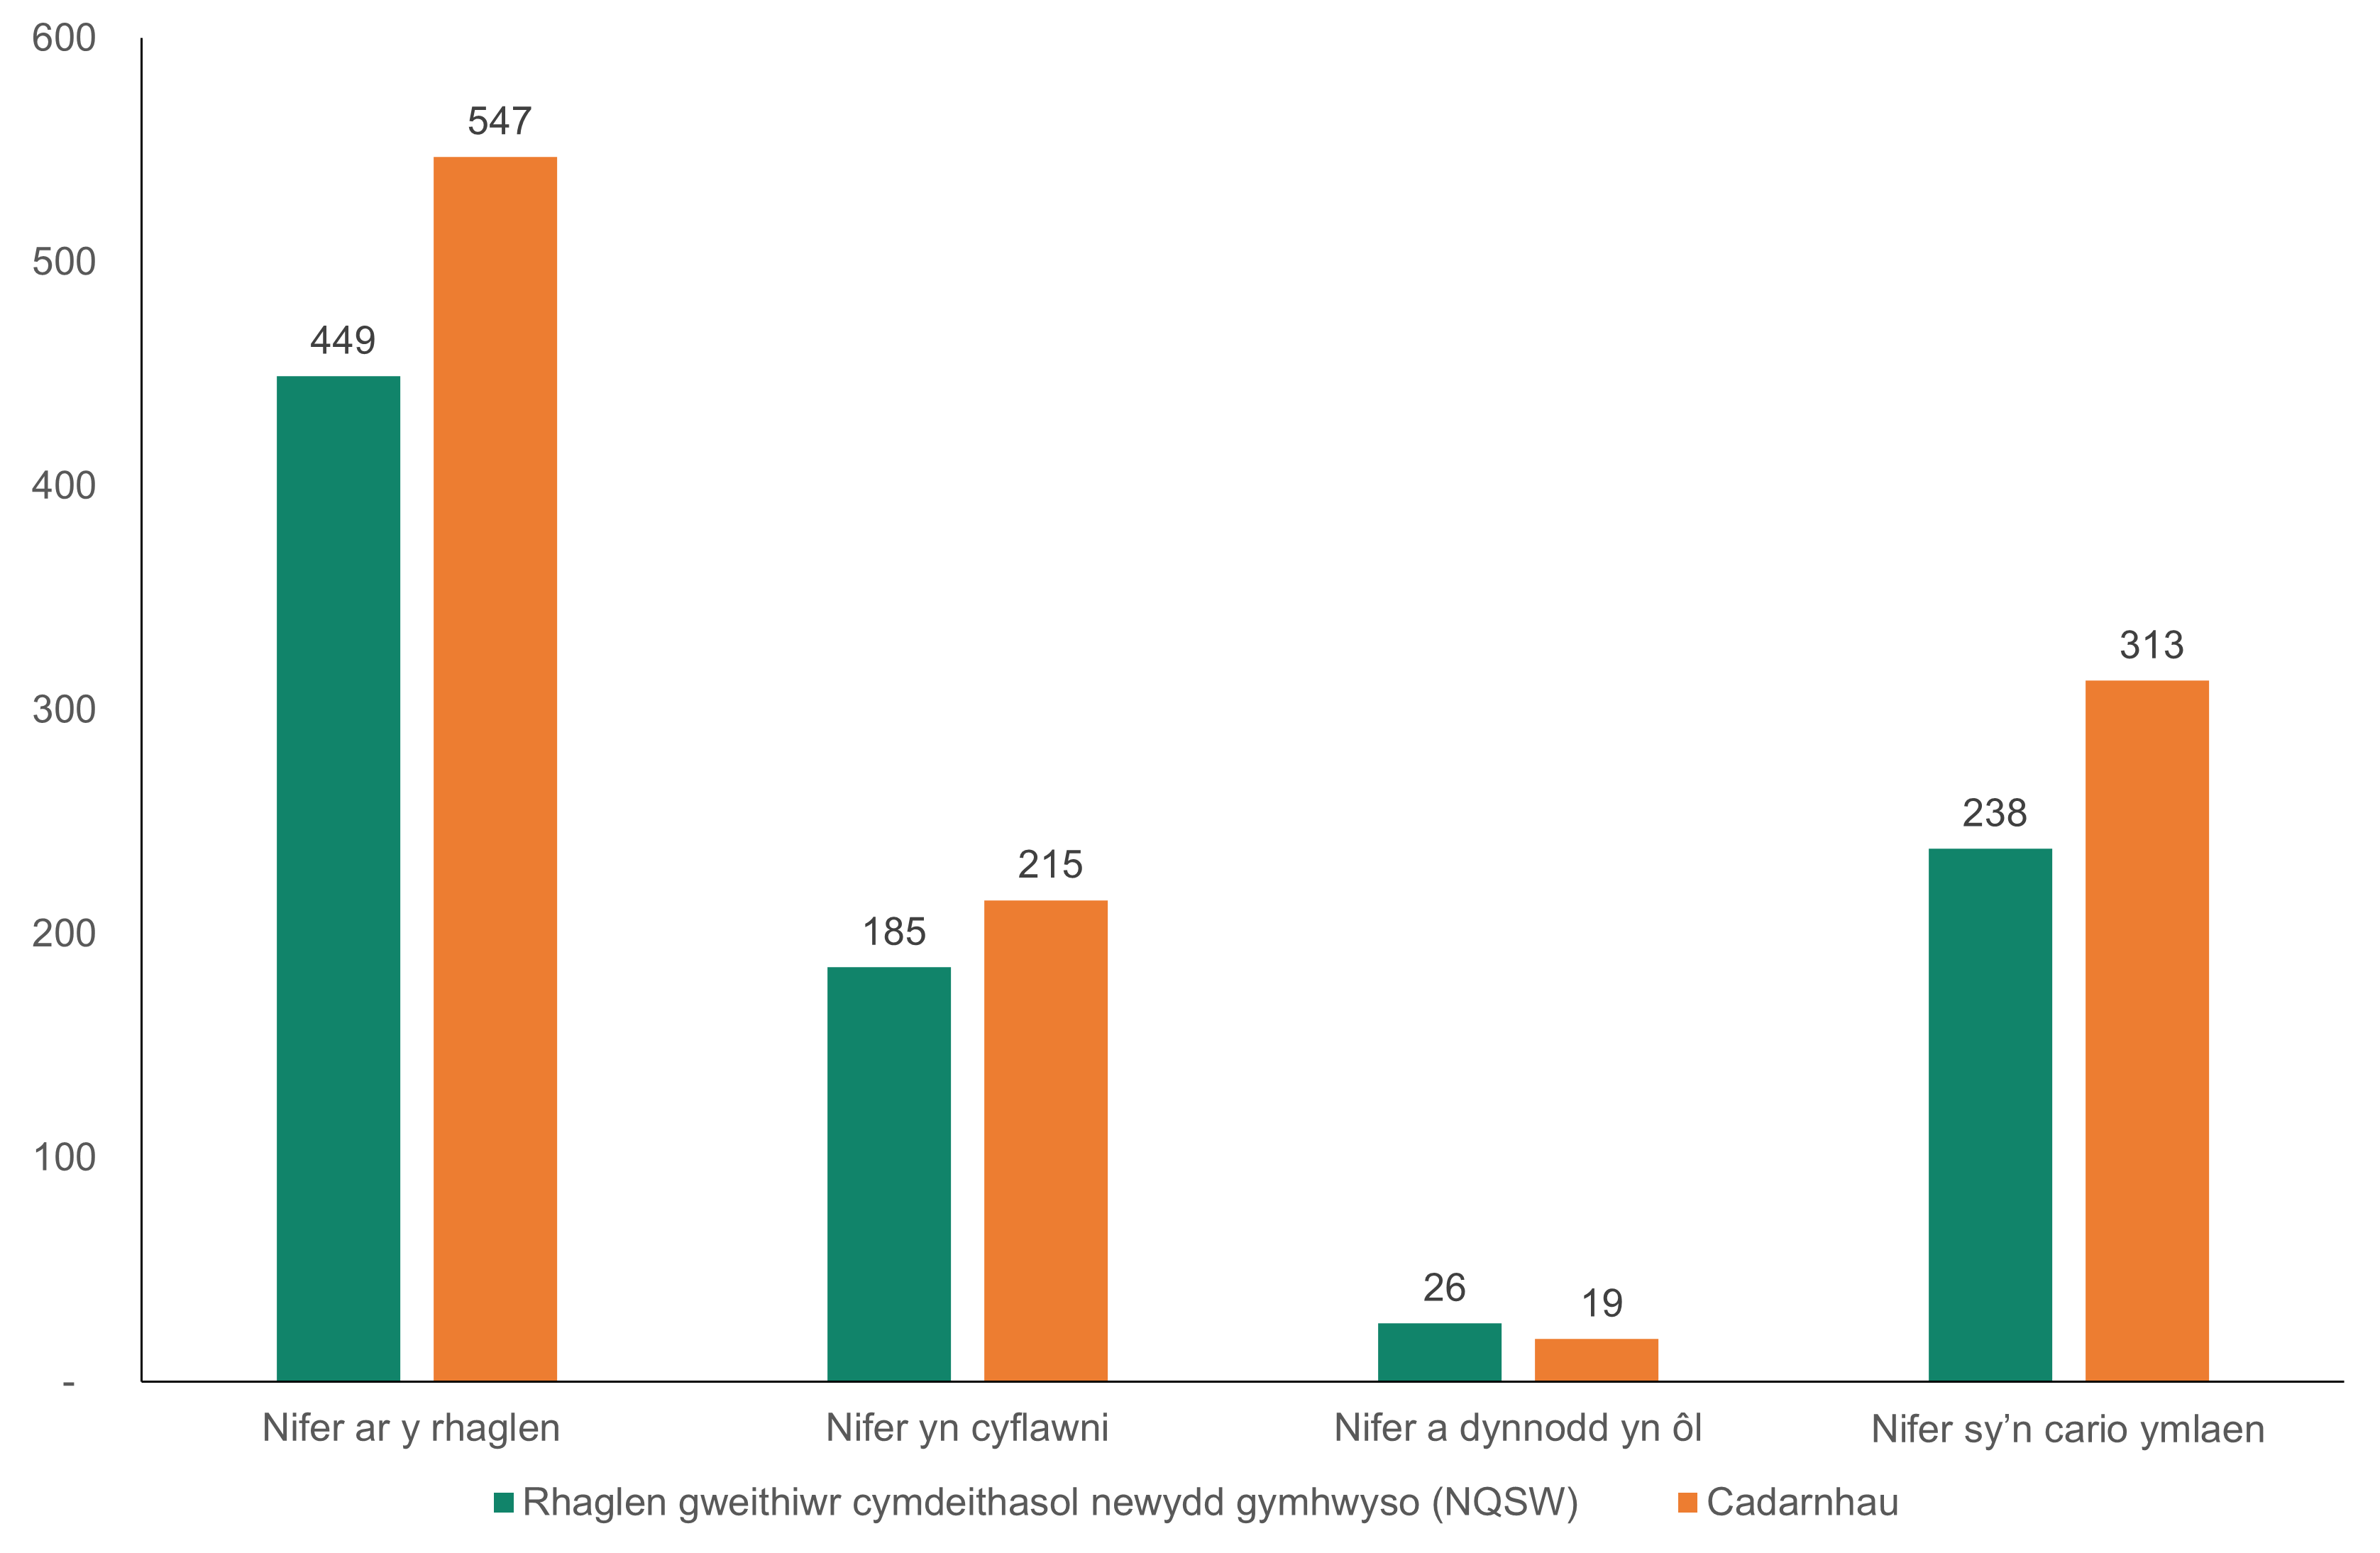 600
500
400
300
200
100
-
449
547
185
215
26
19
238
313
Nifer ar y rhaglen
Nifer yn cyflawni
Nifer a dynnodd yn ôl
Nifer sy’n cario ymlaen
Rhaglen gweithiwr cymdeithasol newydd gymhwyso (NQSW)
Cadarnhau